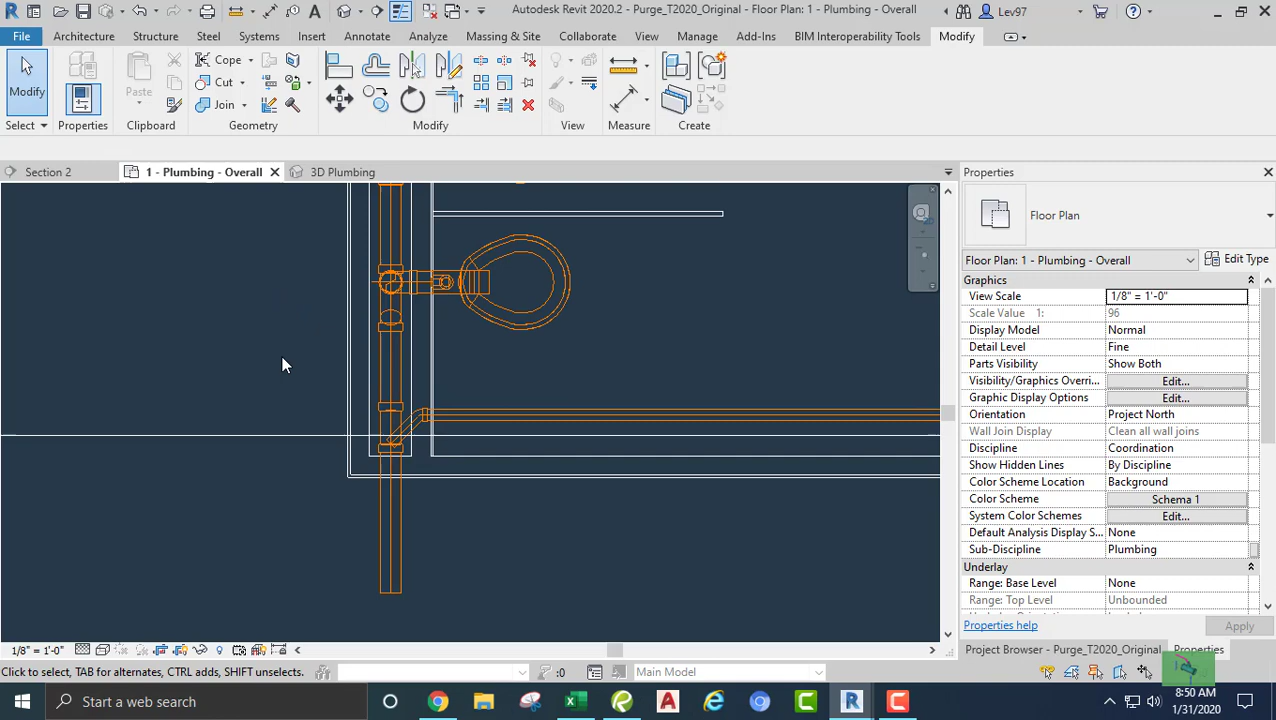 Autodesk Revit 2020.2 - Purge_T2020_Original - Floor Plan: 1 - Plumbing - Overall
Lev97
File Architecture Structure Steel Systems Insert Annotate Analyze Massing & Site Collaborate View Manage Add-Ins BIM Interoperability Tools Modify
Cope
Cut
Modify Paste Join
Select Properties Clipboard Geometry Modify View Measure Create
Section 2 1 - Plumbing - Overall 3D Plumbing
Properties
Floor Plan
Floor Plan: 1 - Plumbing - Overall Edit Type
Graphics
View Scale 1/8" = 1'-0"
Scale Value 1: 96
Display Model Normal
Detail Level Fine
Parts Visibility Show Both
Visibility/Graphics Overri... Edit...
Graphic Display Options Edit...
Orientation Project North
Wall Join Display Clean all wall joins
Discipline Coordination
Show Hidden Lines By Discipline
Color Scheme Location Background
Color Scheme Schema 1
System Color Schemes Edit...
Default Analysis Display S... None
Sub-Discipline Plumbing
Underlay
Range: Base Level None
Range: Top Level Unbounded
Properties help Apply
1/8" = 1'-0" Project Browser - Purge_T2020_Original Properties
Click to select, TAB for alternates, CTRL adds, SHIFT unselects. :0 Main Model
Type here to search